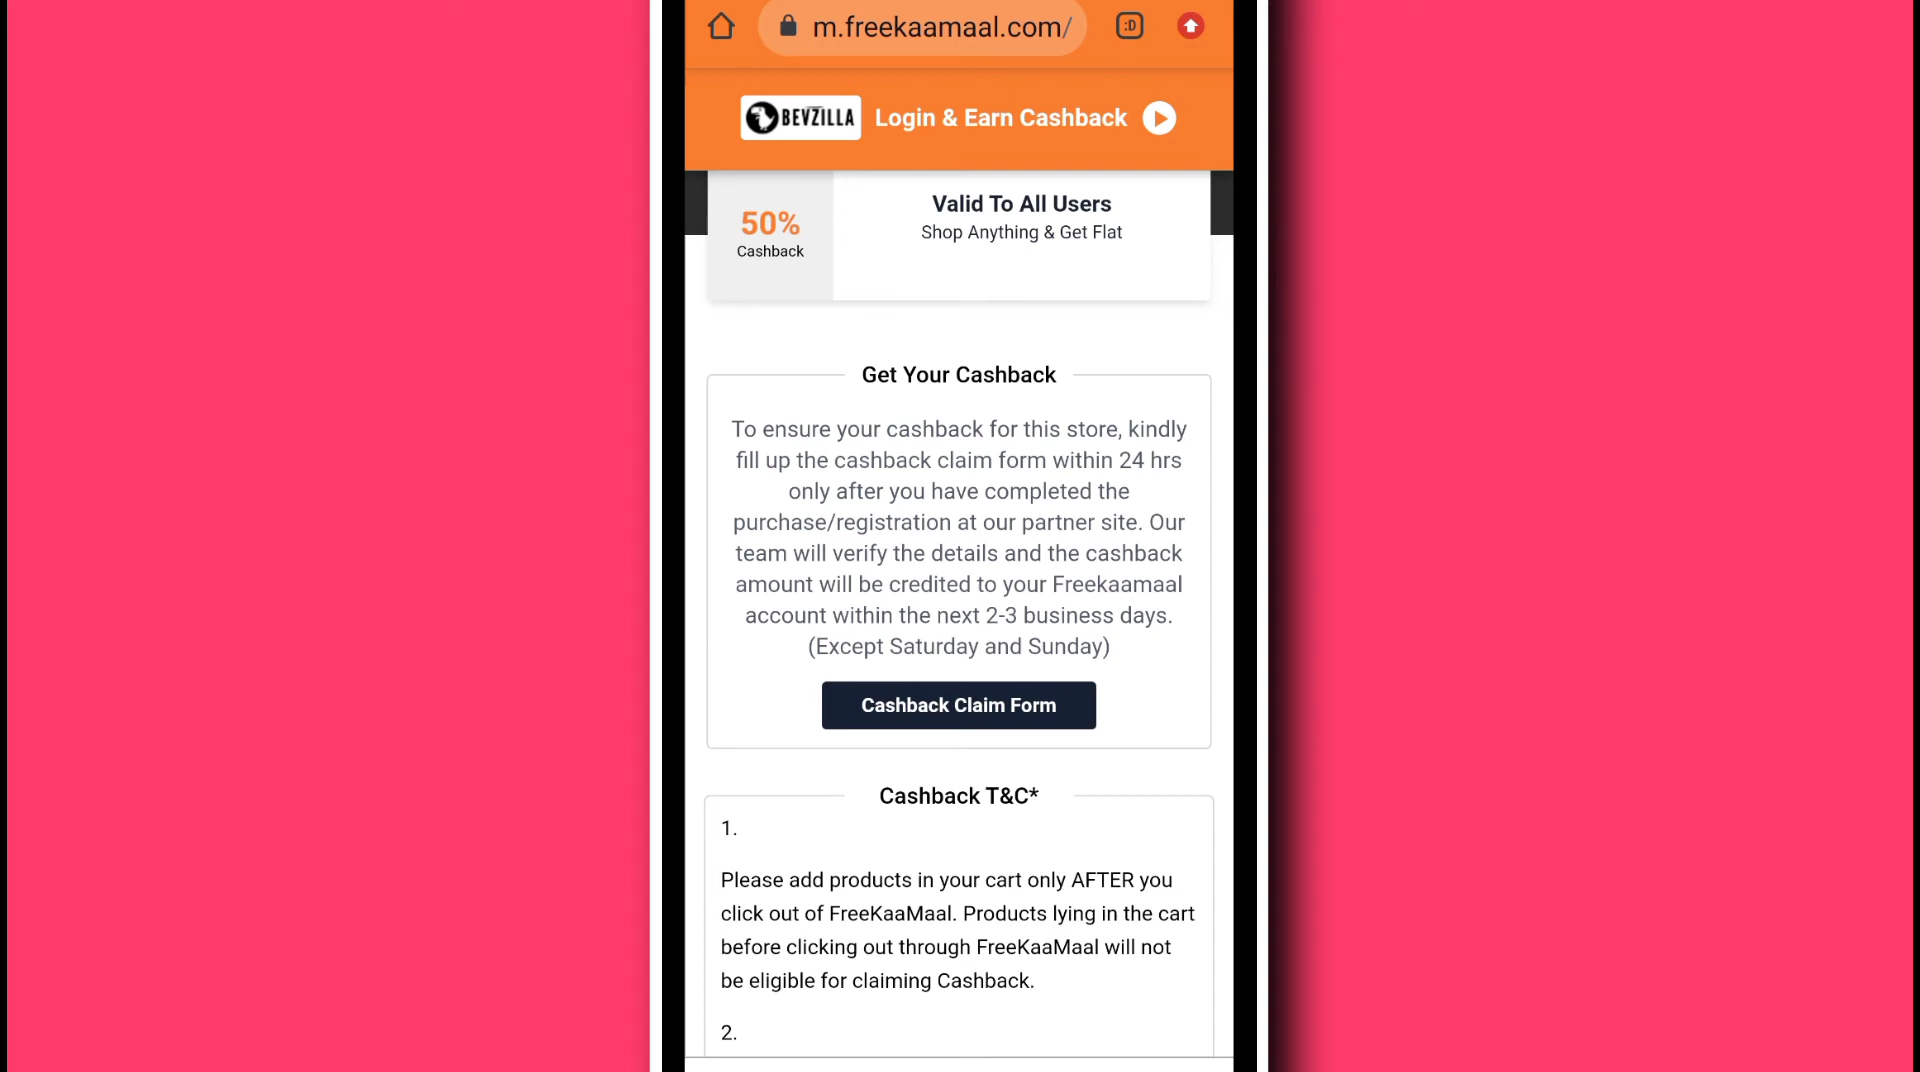 m.freekaamaal.com/
:D
BEVZILLA Login & Earn Cashback
50%
Cashback
Valid To All Users
Shop Anything & Get Flat
Get Your Cashback
To ensure your cashback for this store, kindly
fill up the cashback claim form within 24 hrs
only after you have completed the
purchase/registration at our partner site. Our
team will verify the details and the cashback
amount will be credited to your Freekaamaal
account within the next 2-3 business days.
(Except Saturday and Sunday)
Cashback Claim Form
Cashback T&C*
1.
Please add products in your cart only AFTER you
click out of FreeKaaMaal. Products lying in the cart
before clicking out through FreeKaaMaal will not
be eligible for claiming Cashback.
2.